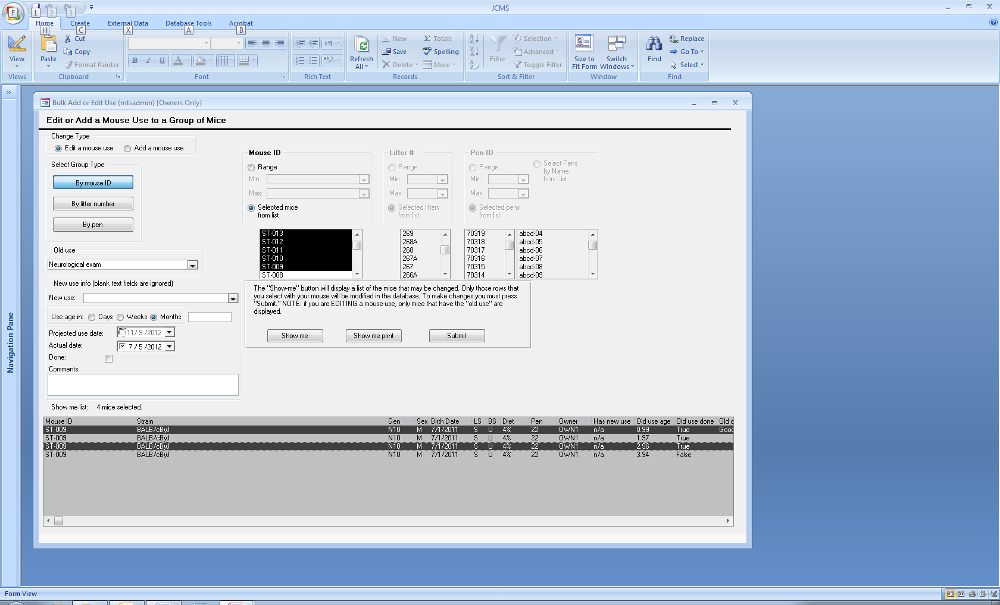 JCMS
F 1 2 3
Home Create External Data Database Tools Acrobat
H C X A B
View
Views
Paste
Cut
Copy
Format Painter
Clipboard
B I U A
Font
Rich Text
Refresh
All
New Σ Totals
Save Spelling
Delete More
Records
Filter
Selection
Advanced
Toggle Filter
Sort & Filter
Size to
Fit Form
Switch
Windows
Window
Find
Replace
Go To
Select
Find
Navigation Pane
Bulk Add or Edit Use (mtsadmin) {Owners Only}
Edit or Add a Mouse Use to a Group of Mice
Change Type
Edit a mouse use Add a mouse use
Select Group Type
By mouse ID
By litter number
By pen
Old use
Neurological exam
New use info (blank text fields are ignored)
New use:
Use age in: Days Weeks Months
Projected use date: 11/ 9 /2012
Actual date: 7 / 5 /2012
Done:
Comments
Mouse ID
Range
Min
Max:
Selected mice
from list
ST-013
ST-012
ST-011
ST-010
ST-009
ST-008
Litter #
Range
Min
Max:
Selected litters
from list
269
268A
268
267A
267
266A
Pen ID
Range
Min
Max:
Selected pens
from list
Select Pens
by Name
from List
70319
70318
70317
70316
70315
70314
abcd-04
abcd-05
abcd-06
abcd-07
abcd-08
abcd-09
The "Show-me" button will display a list of the mice that may be changed. Only those rows that
you select with your mouse will be modified in the database. To make changes you must press
"Submit." NOTE: if you are EDITING a mouse-use, only mice that have the "old use" are
displayed.
Show me Show me print Submit
Show me list: 4 mice selected.
Mouse ID Strain Gen Sex Birth Date LS BS Diet Pen Owner Has new use Old use age Old use done Old c
ST-009 BALB/cByJ N10 M 7/1/2011 S U 4% 22 OWN1 n/a 0.99 True Good
ST-009 BALB/cByJ N10 M 7/1/2011 S U 4% 22 OWN1 n/a 1.97 True
ST-009 BALB/cByJ N10 M 7/1/2011 S U 4% 22 OWN1 n/a 2.96 True
ST-009 BALB/cByJ N10 M 7/1/2011 S U 4% 22 OWN1 n/a 3.94 False
Form View